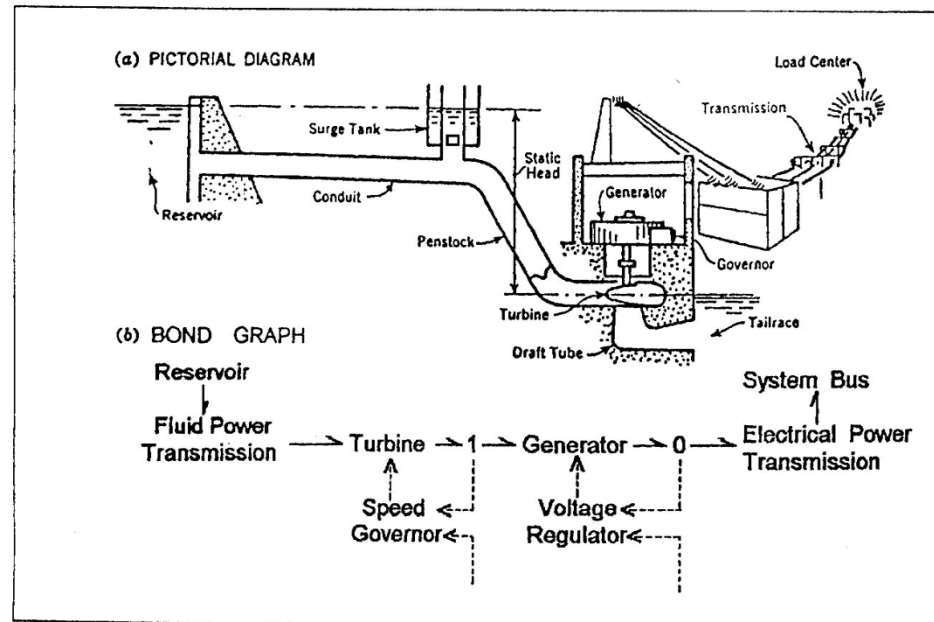 (a) PICTORIAL DIAGRAM
Load Center
Transmission
Surge Tank
Static
Head
Generator
Conduit
Reservoir
Penstock
Governor
Turbine
Tailrace
Draft Tube
(b) BOND GRAPH
Reservoir
System Bus
Fluid Power
Transmission
Turbine
1
Generator
0
Electrical Power
Transmission
Speed
Governor
Voltage
Regulator